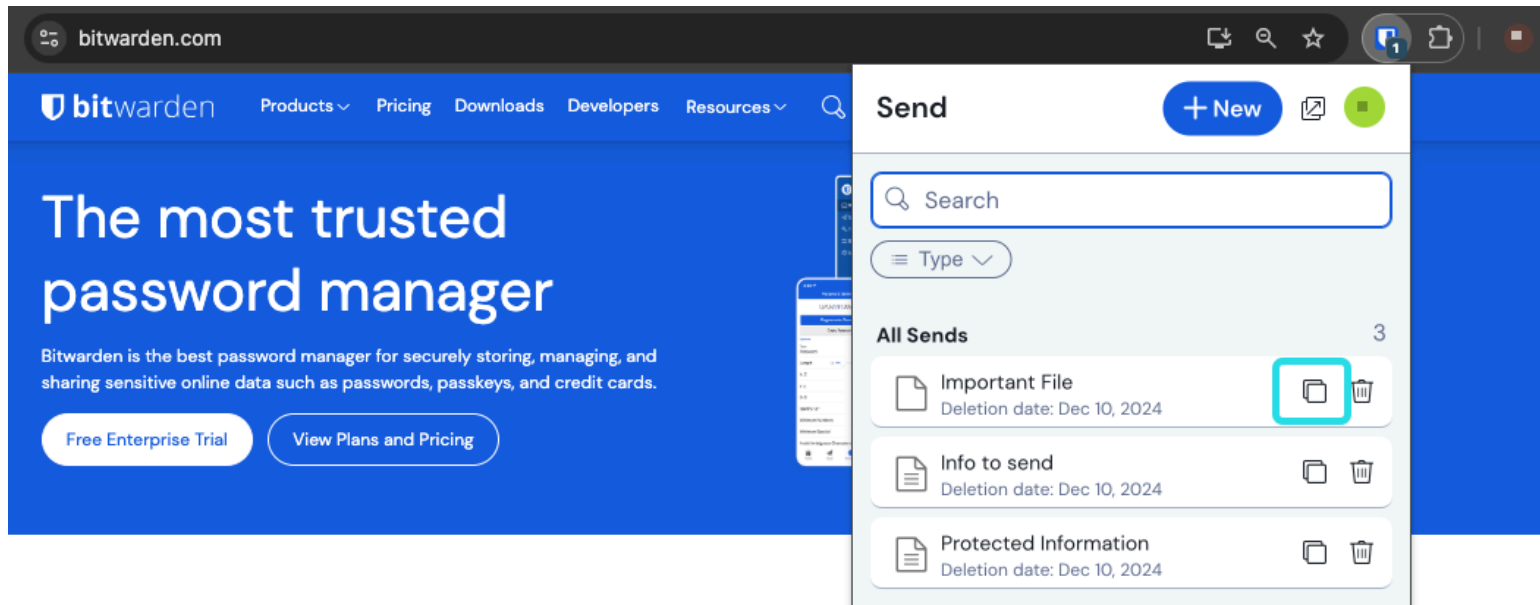 bitwarden.com
1
bitwarden Products Pricing Downloads Developers Resources
The most trusted
password manager
Bitwarden is the best password manager for securely storing, managing, and
sharing sensitive online data such as passwords, passkeys, and credit cards.
Free Enterprise Trial View Plans and Pricing
Send + New
Search
Type
All Sends 3
Important File
Deletion date: Dec 10, 2024
Info to send
Deletion date: Dec 10, 2024
Protected Information
Deletion date: Dec 10, 2024